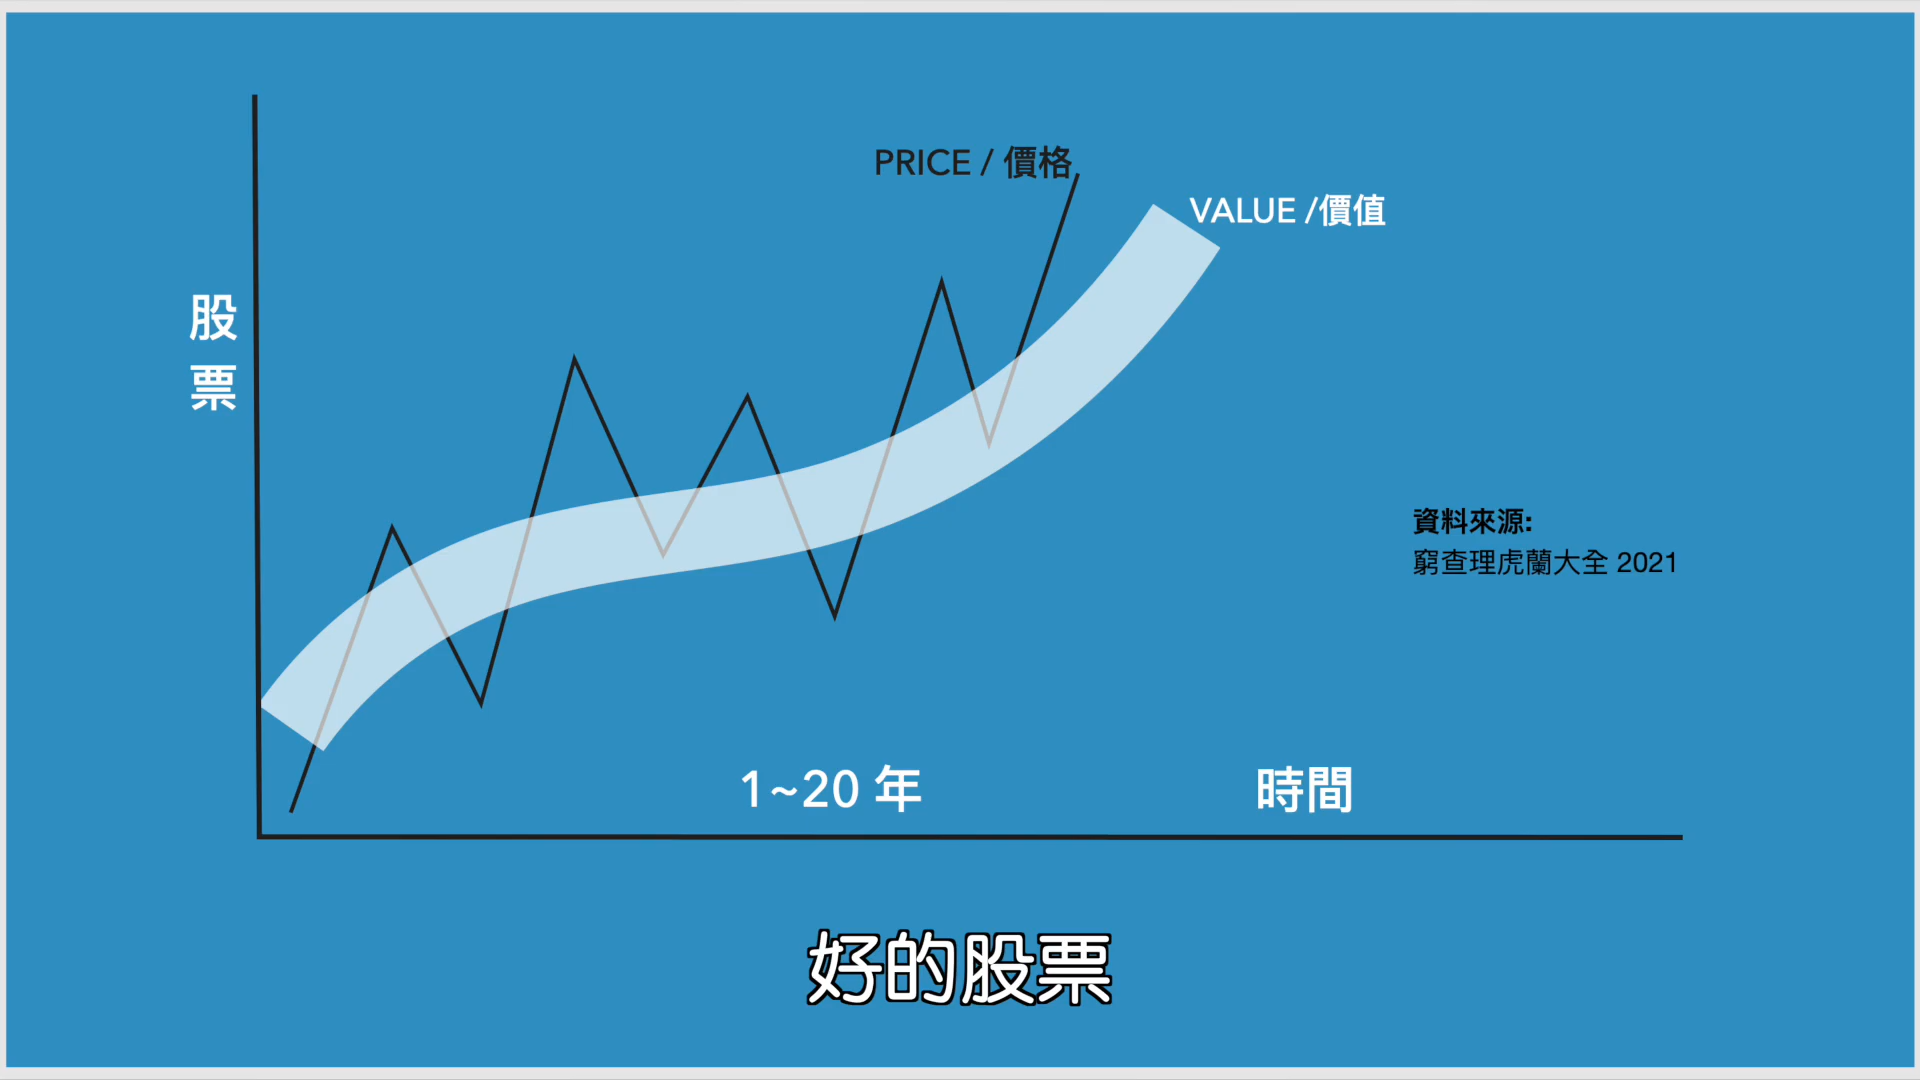 PRICE / 價格
VALUE /價值
股票
資料來源:
窮查理虎蘭大全 2021
1~20 年
時間
好的股票